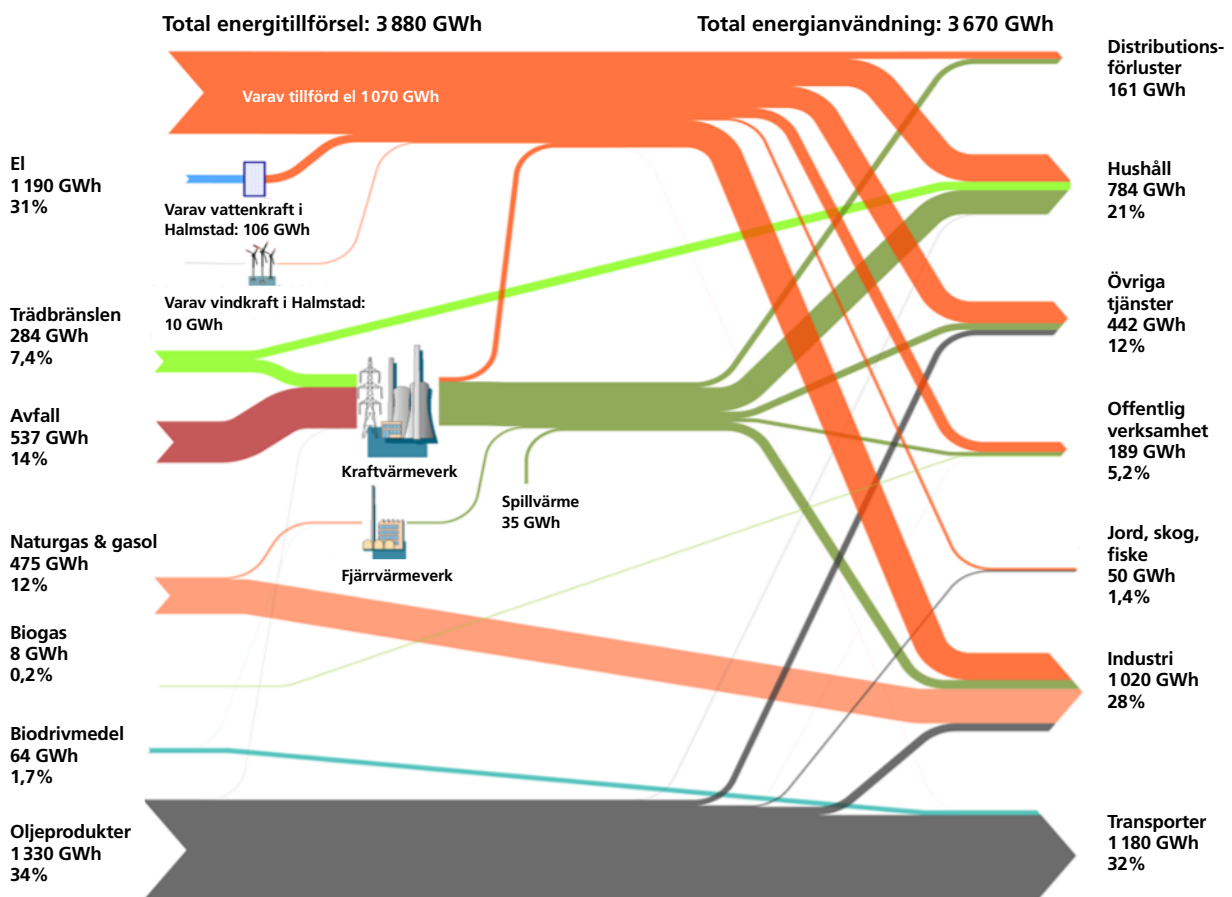 Total energitillförsel: 3 880 GWh
Total energianvändning: 3 670 GWh
Varav tillförd el 1 070 GWh
El
1 190 GWh
31%
Varav vattenkraft i
Halmstad: 106 GWh
Varav vindkraft i Halmstad:
10 GWh
Trädbränslen
284 GWh
7,4%
Avfall
537 GWh
14%
Kraftvärmeverk
Spillvärme
35 GWh
Naturgas & gasol
475 GWh
12%
Fjärrvärmeverk
Biogas
8 GWh
0,2%
Biodrivmedel
64 GWh
1,7%
Oljeprodukter
1 330 GWh
34%
Distributions-
förluster
161 GWh
Hushåll
784 GWh
21%
Övriga
tjänster
442 GWh
12%
Offentlig
verksamhet
189 GWh
5,2%
Jord, skog,
fiske
50 GWh
1,4%
Industri
1 020 GWh
28%
Transporter
1 180 GWh
32%